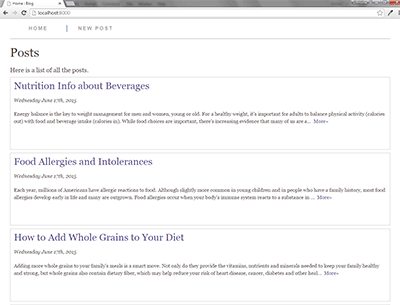 Home - Blog
localhost:9000
HOME
NEW POST
Posts
Here is a list of all the posts.
Nutrition Info about Beverages
Wednesday June 17th, 2015
Energy balance is the key to weight management for men and women, young or old. For a healthy weight, it's important for adults to balance physical activity (calories
out) with food and beverage intake (calories in). While food choices are important, there's increasing evidence that many of us are a... More»
Food Allergies and Intolerances
Wednesday June 17th, 2015
Each year, millions of Americans have allergic reactions to food. Although slightly more common in young children and in people who have a family history, most food
allergies develop early in life and many are outgrown. Food allergies occur when your body's immune system reacts to a substance in ... More»
How to Add Whole Grains to Your Diet
Wednesday June 17th, 2015
Adding more whole grains to your family's meals is a smart move. Not only do they provide the vitamins, nutrients and minerals needed to keep your family healthy
and strong, but whole grains also contain dietary fiber, which may help reduce your risk of heart disease, cancer, diabetes and other heal... More»